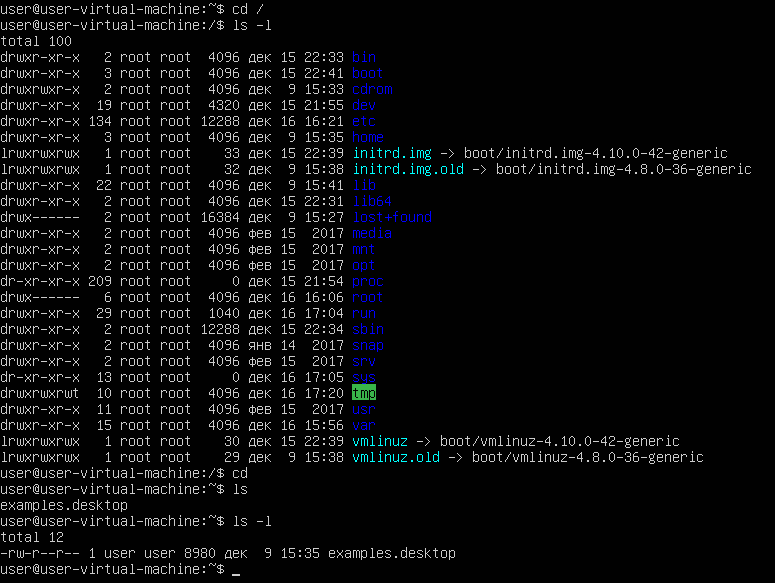 user@user-virtual-machine:~$ cd /
user@user-virtual-machine:/$ ls -l
total 100
drwxr-xr-x   2 root root  4096 дек 15 22:33 bin
drwxr-xr-x   3 root root  4096 дек 15 22:41 boot
drwxrwxr-x   2 root root  4096 дек  9 15:33 cdrom
drwxr-xr-x  19 root root  4320 дек 15 21:55 dev
drwxr-xr-x 134 root root 12288 дек 16 16:21 etc
drwxr-xr-x   3 root root  4096 дек  9 15:35 home
lrwxrwxrwx   1 root root    33 дек 15 22:39 initrd.img -> boot/initrd.img-4.10.0-42-generic
lrwxrwxrwx   1 root root    32 дек  9 15:38 initrd.img.old -> boot/initrd.img-4.8.0-36-generic
drwxr-xr-x  22 root root  4096 дек  9 15:41 lib
drwxr-xr-x   2 root root  4096 дек 15 22:31 lib64
drwx------   2 root root 16384 дек  9 15:27 lost+found
drwxr-xr-x   2 root root  4096 фев 15  2017 media
drwxr-xr-x   2 root root  4096 фев 15  2017 mnt
drwxr-xr-x   2 root root  4096 фев 15  2017 opt
dr-xr-xr-x 209 root root     0 дек 15 21:54 proc
drwx------   6 root root  4096 дек 16 16:06 root
drwxr-xr-x  29 root root  1040 дек 16 17:04 run
drwxr-xr-x   2 root root 12288 дек 15 22:34 sbin
drwxr-xr-x   2 root root  4096 янв 14  2017 snap
drwxr-xr-x   2 root root  4096 фев 15  2017 srv
dr-xr-xr-x  13 root root     0 дек 16 17:05 sys
drwxrwxrwt  10 root root  4096 дек 16 17:20 tmp
drwxr-xr-x  11 root root  4096 фев 15  2017 usr
drwxr-xr-x  15 root root  4096 дек 16 15:56 var
lrwxrwxrwx   1 root root    30 дек 15 22:39 vmlinuz -> boot/vmlinuz-4.10.0-42-generic
lrwxrwxrwx   1 root root    29 дек  9 15:38 vmlinuz.old -> boot/vmlinuz-4.8.0-36-generic
user@user-virtual-machine:/$ cd
user@user-virtual-machine:~$ ls
examples.desktop
user@user-virtual-machine:~$ ls -l
total 12
-rw-r--r-- 1 user user 8980 дек  9 15:35 examples.desktop
user@user-virtual-machine:~$ _